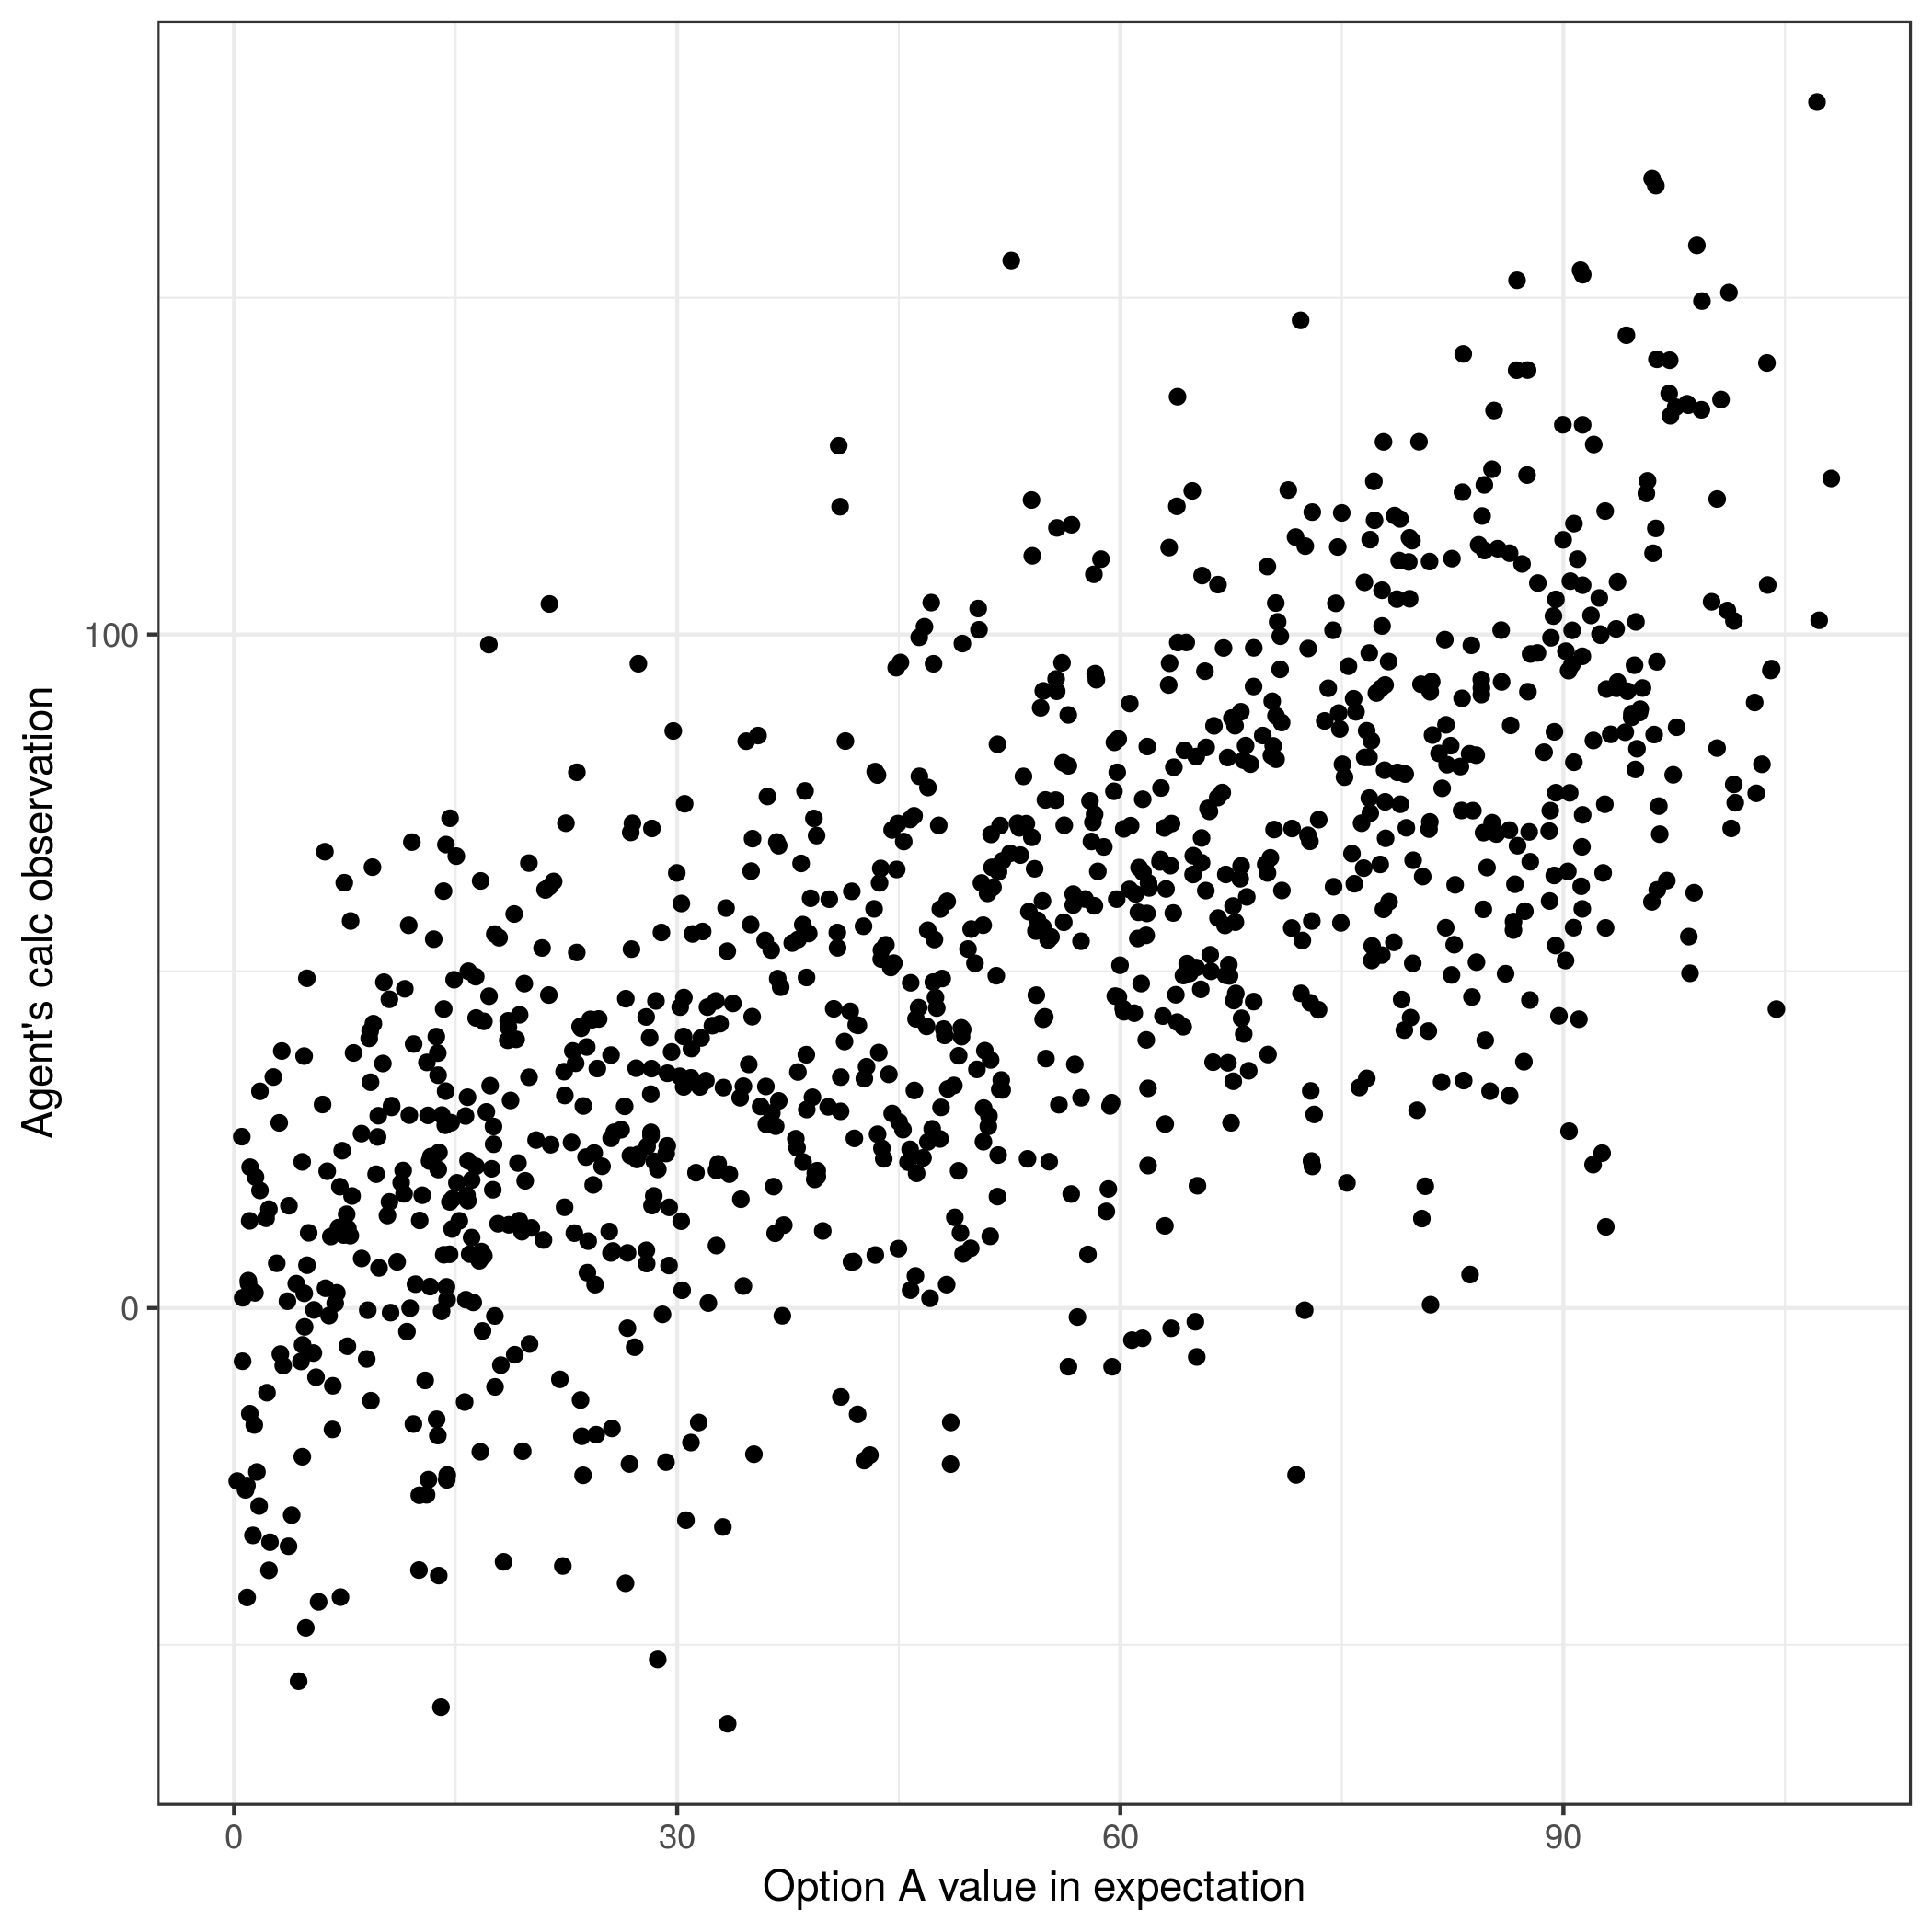 Agent's calc observation
100
0
0 30 60 90
Option A value in expectation